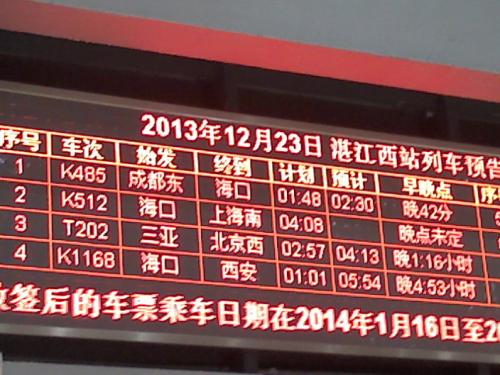 2013年12月23日 湛江西站列车预告
序号 车次 始发 终到 计划 预计 早晚点 序
1 K485 成都东 海口 01:48 02:30 晚42分
2 K512 海口 上海南 04:08 晚点未定
3 T202 三亚 北京西 02:57 04:13 晚1:16小时
4 K1168 海口 西安 01:01 05:54 晚4:53小时
改签后的车票乘车日期在2014年1月16日至20